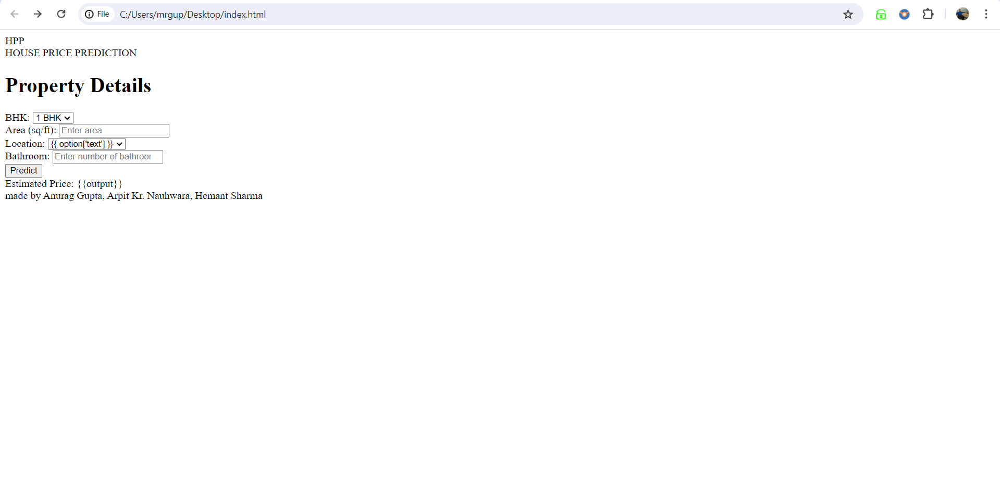 File C:/Users/mrgup/Desktop/index.html
HPP
HOUSE PRICE PREDICTION
Property Details
BHK: 1 BHK
Area (sq/ft): Enter area
Location: {{ option['text'] }}
Bathroom: Enter number of bathroor
Predict
Estimated Price: {{output}}
made by Anurag Gupta, Arpit Kr. Nauhwara, Hemant Sharma